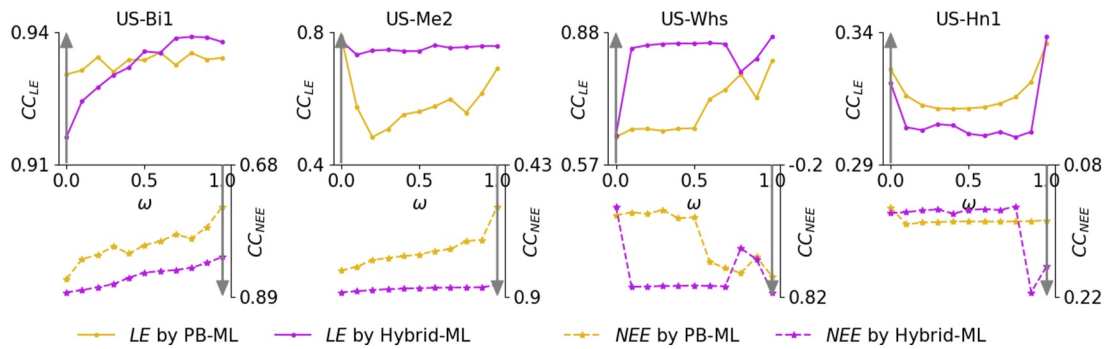 US-Bi1 US-Me2 US-Whs US-Hn1
0.94 0.8 0.88 0.34
CC_LE CC_LE CC_LE CC_LE
0.91 0.68 0.4 0.43 0.57 -0.2 0.29 0.08
0.0 0.5 1.0 0.0 0.5 1.0 0.0 0.5 1.0 0.0 0.5 1.0
ω ω ω ω
CC_NEE CC_NEE CC_NEE CC_NEE
0.89 0.9 0.82 0.22
LE by PB-ML LE by Hybrid-ML NEE by PB-ML NEE by Hybrid-ML